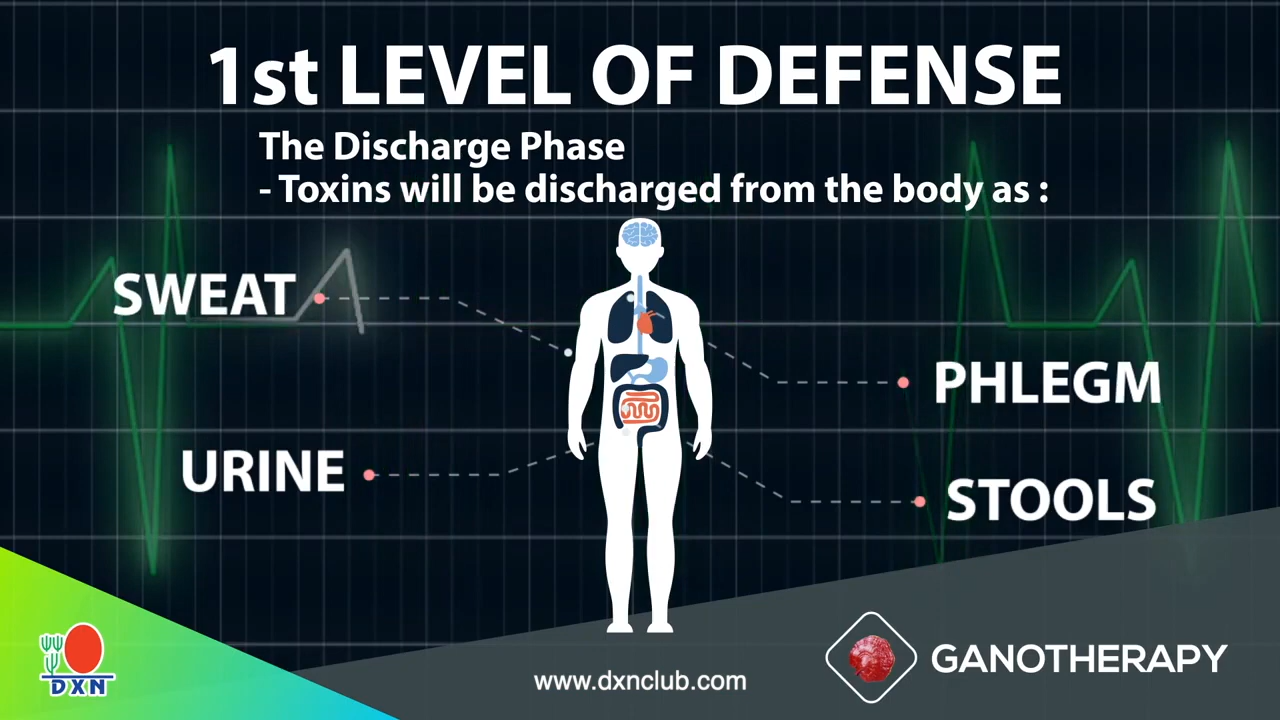 1st LEVEL OF DEFENSE
The Discharge Phase
- Toxins will be discharged from the body as :
SWEAT
PHLEGM
URINE
STOOLS
DXN
www.dxnclub.com
GANOTHERAPY